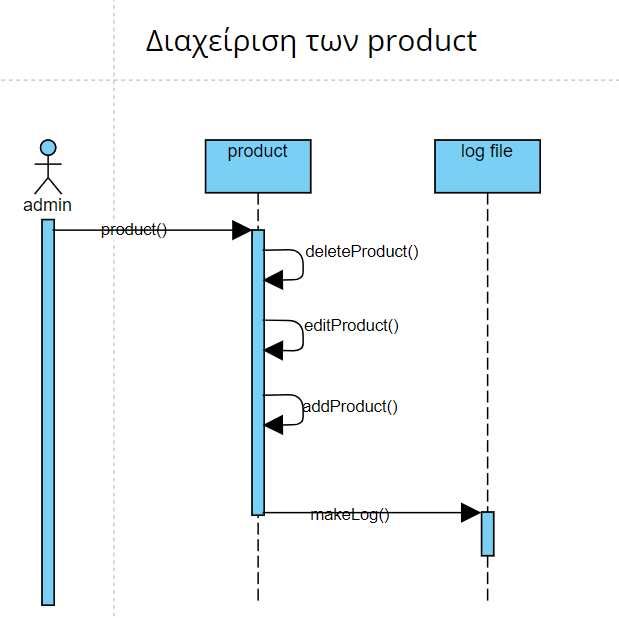 Διαχείριση των product
product
log file
admin
product()
deleteProduct()
editProduct()
addProduct()
makeLog()